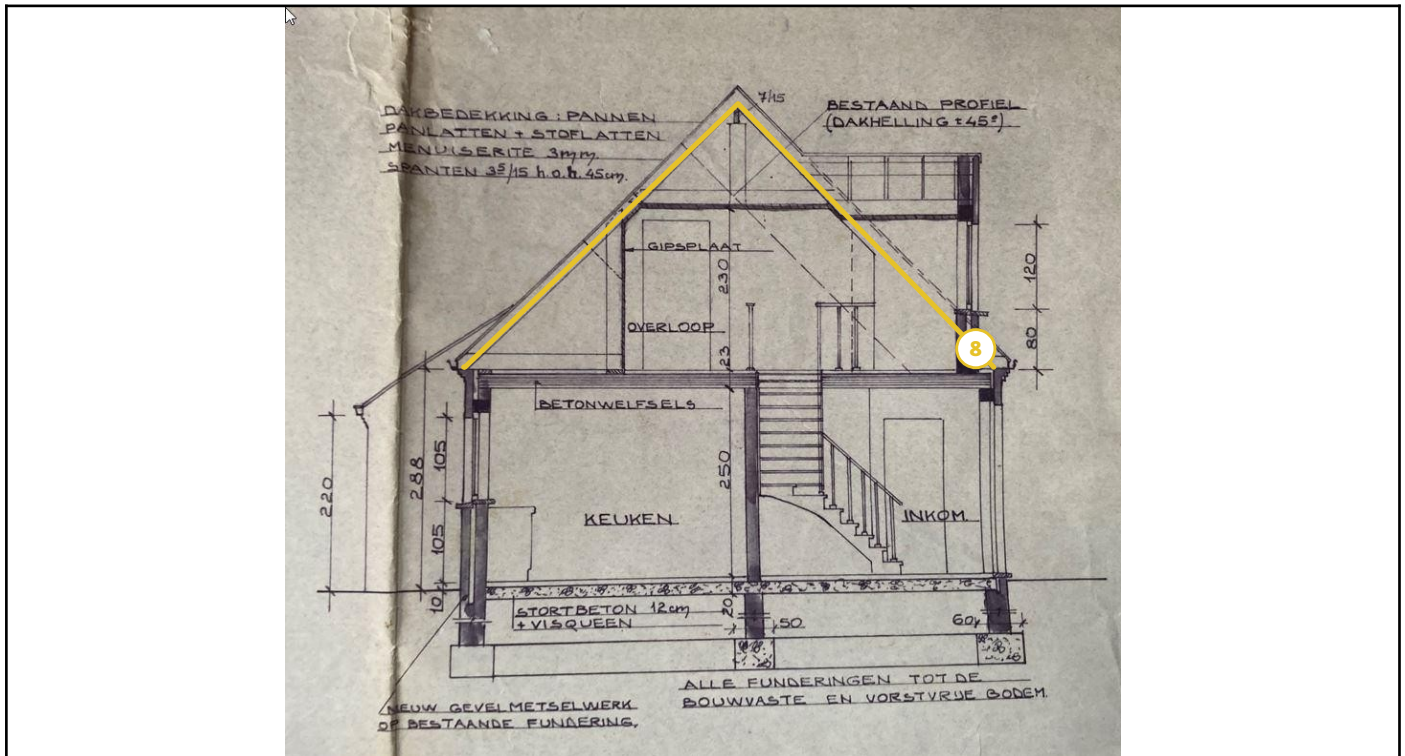 DAKBEDEKKING : PANNEN
PANLATTEN + STOFLATTEN
MENUISERITE 3mm.
SPANTEN 3⁵/15 h.o.h. 45cm.
7/15
BESTAAND PROFIEL
(DAKHELLING ± 45°)
GIPSPLAAT
230
120
OVERLOOP
8
80
23
BETONWELFSELS
105
288
220
250
KEUKEN
INKOM.
105
10
STORTBETON 12cm
+ VISQUEEN
20
50
60
ALLE FUNDERINGEN TOT DE
BOUWVASTE EN VORSTVRIJE BODEM.
NIEUW GEVELMETSELWERK
OP BESTAANDE FUNDERING.